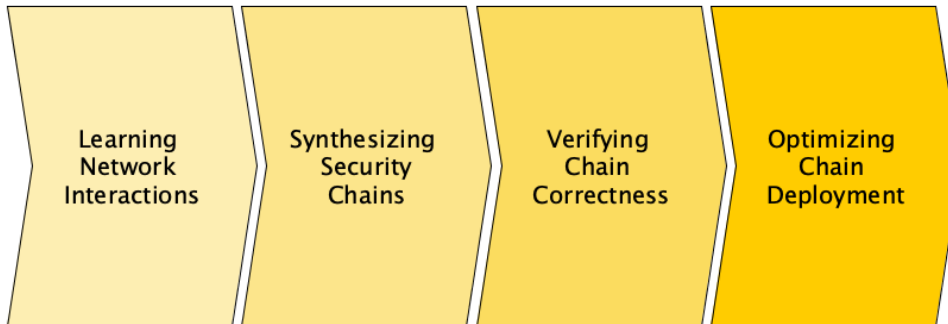 Learning
Network
Interactions
Synthesizing
Security
Chains
Verifying
Chain
Correctness
Optimizing
Chain
Deployment